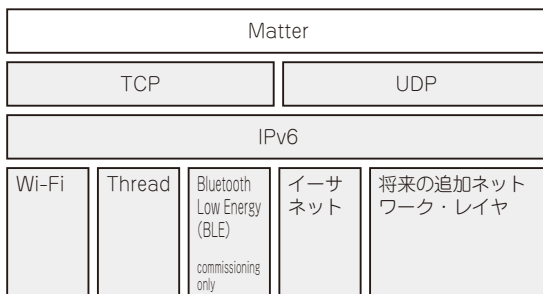 Matter
TCP
UDP
IPv6
Wi-Fi
Thread
Bluetooth
Low Energy
(BLE)
commissioning
only
イーサ
ネット
将来の追加ネット
ワーク・レイヤ